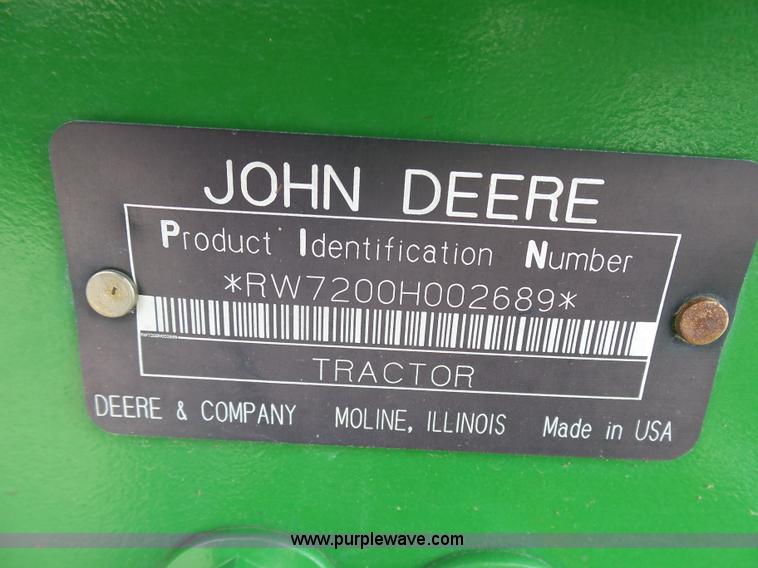 JOHN DEERE
Product Identification Number
*RW7200H002689*
TRACTOR
DEERE & COMPANY MOLINE, ILLINOIS Made in USA
www.purplewave.com